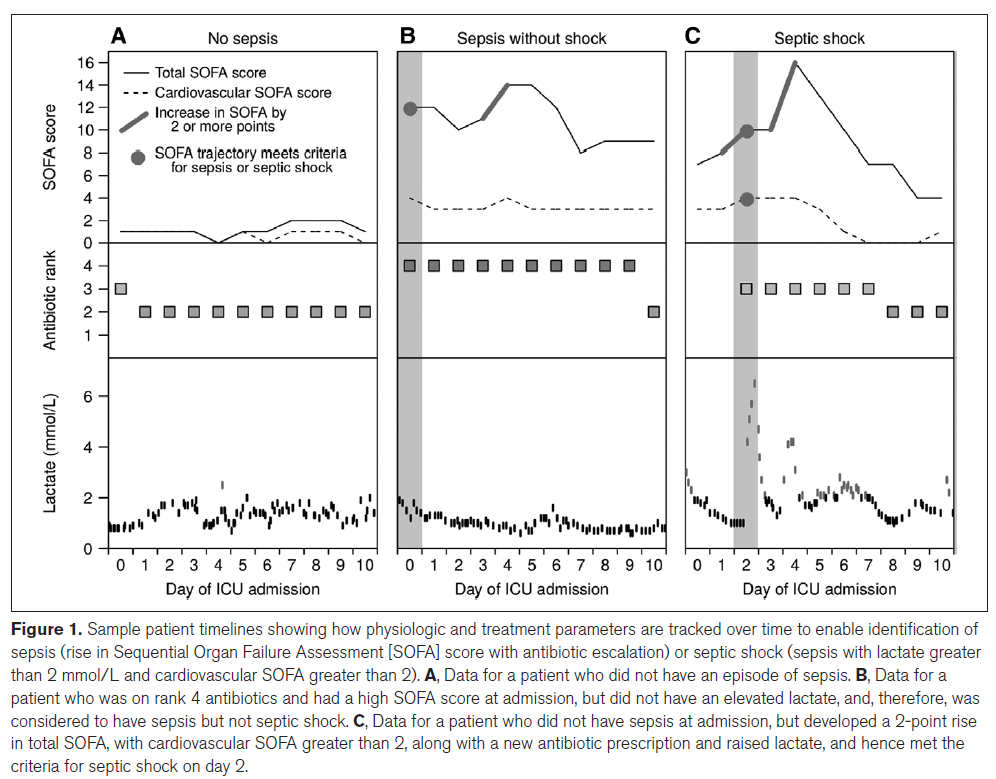 A
No sepsis
B
Sepsis without shock
C
Septic shock
SOFA score
16
14
12
10
8
6
4
2
0
Total SOFA score
Cardiovascular SOFA score
Increase in SOFA by
2 or more points
SOFA trajectory meets criteria
for sepsis or septic shock
Antibiotic rank
4
3
2
1
Lactate (mmol/L)
6
4
2
0
0 1 2 3 4 5 6 7 8 9 10
Day of ICU admission
0 1 2 3 4 5 6 7 8 9 10
Day of ICU admission
0 1 2 3 4 5 6 7 8 9 10
Day of ICU admission
Figure 1. Sample patient timelines showing how physiologic and treatment parameters are tracked over time to enable identification of
sepsis (rise in Sequential Organ Failure Assessment [SOFA] score with antibiotic escalation) or septic shock (sepsis with lactate greater
than 2 mmol/L and cardiovascular SOFA greater than 2). A, Data for a patient who did not have an episode of sepsis. B, Data for a
patient who was on rank 4 antibiotics and had a high SOFA score at admission, but did not have an elevated lactate, and, therefore, was
considered to have sepsis but not septic shock. C, Data for a patient who did not have sepsis at admission, but developed a 2-point rise
in total SOFA, with cardiovascular SOFA greater than 2, along with a new antibiotic prescription and raised lactate, and hence met the
criteria for septic shock on day 2.